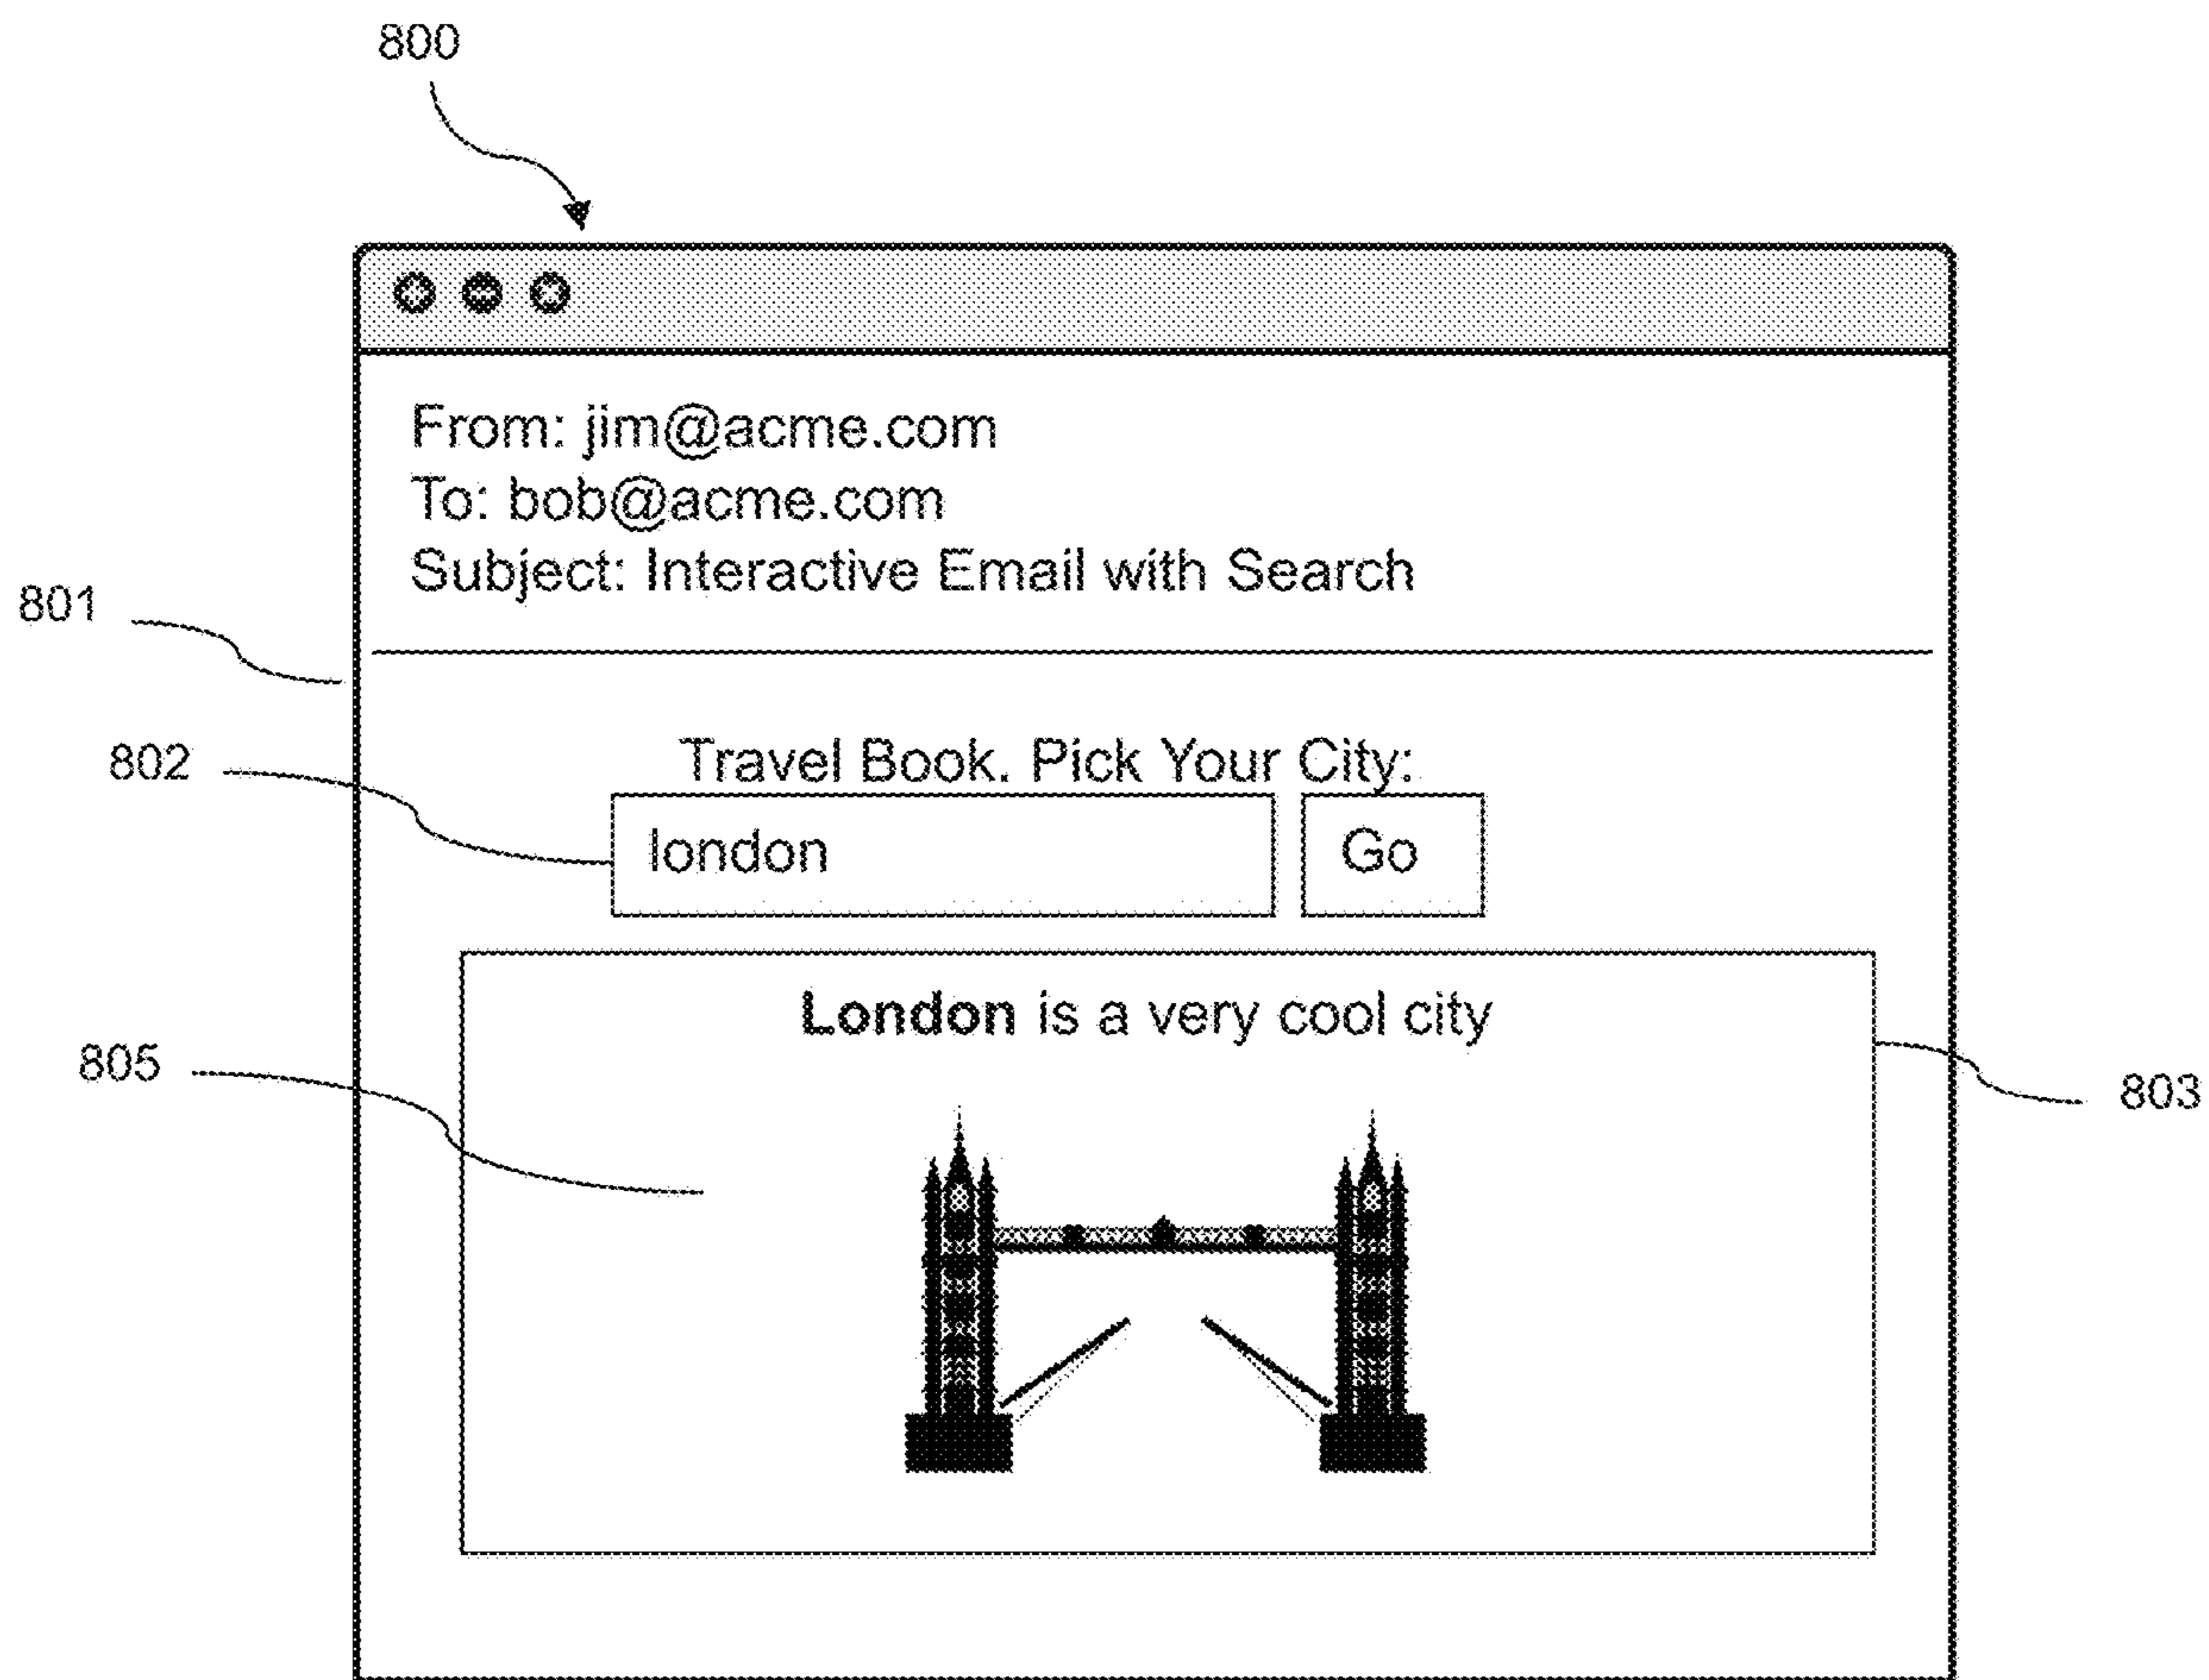 800
From: jim@acme.com
To: bob@acme.com
Subject: Interactive Email with Search
801
Travel Book. Pick Your City:
802
london
Go
London is a very cool city
805
803